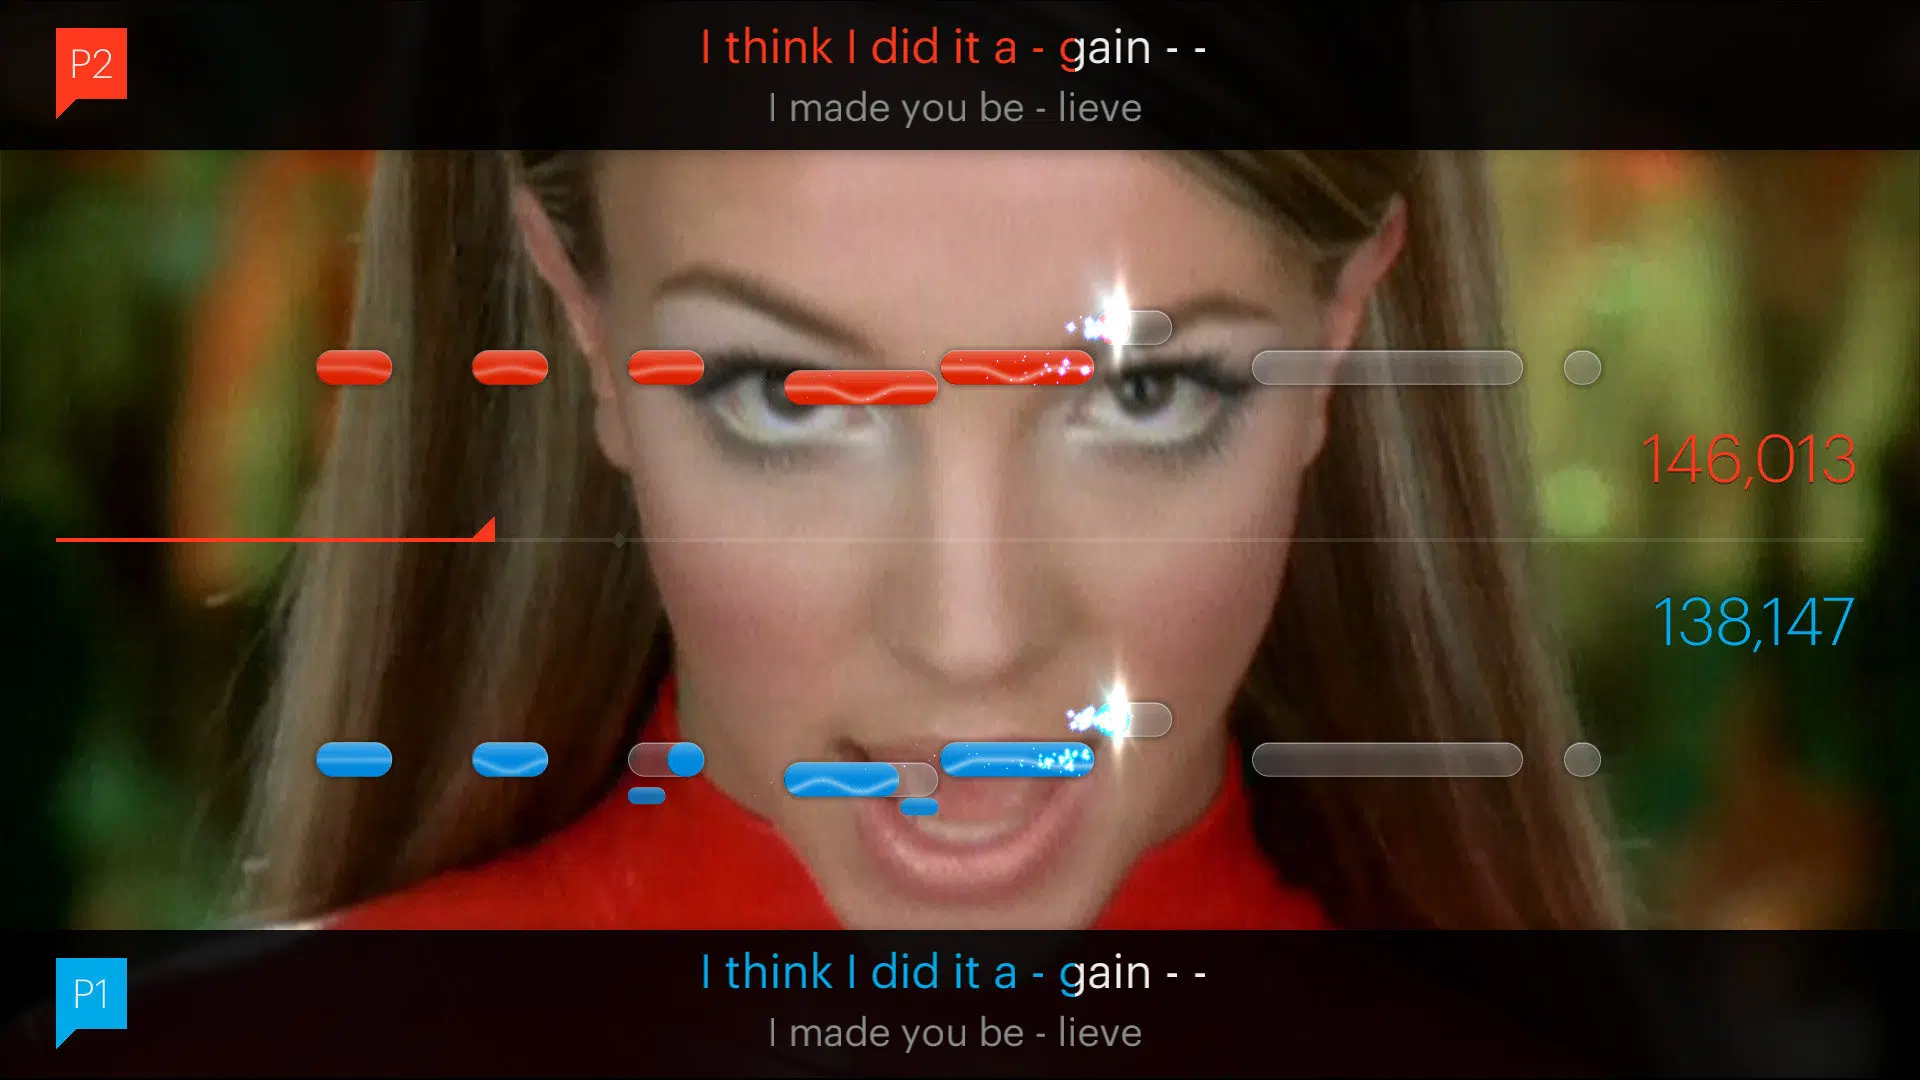 P2
I think I did it a - gain - -
I made you be - lieve
146,013
138,147
P1
I think I did it a - gain - -
I made you be - lieve